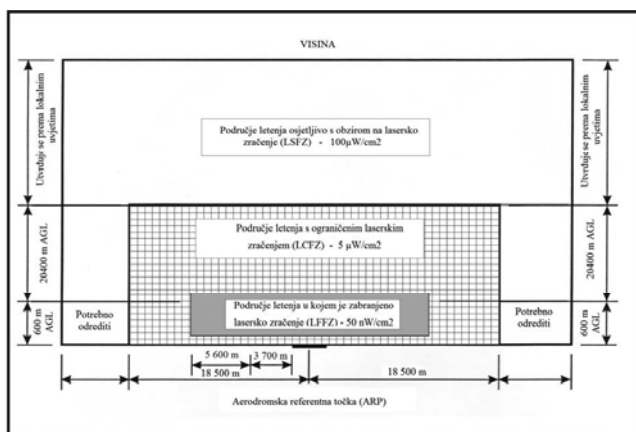 VISINA
Utvrđuje se prema lokalnim
uvjetima
Utvrđuje se prema lokalnim
uvjetima
Područje letenja osjetljivo s obzirom na lasersko
zračenje (LSFZ) - 100µW/cm2
Područje letenja s ograničenim laserskim
zračenjem (LCFZ) - 5 µW/cm2
20400 m AGL
20400 m AGL
Područje letenja u kojem je zabranjeno
lasersko zračenje (LFFZ) - 50 nW/cm2
Potrebno
odrediti
Potrebno
odrediti
600 m
AGL
600 m
AGL
5 600 m
3 700 m
18 500 m
18 500 m
Aerodromska referentna točka (ARP)